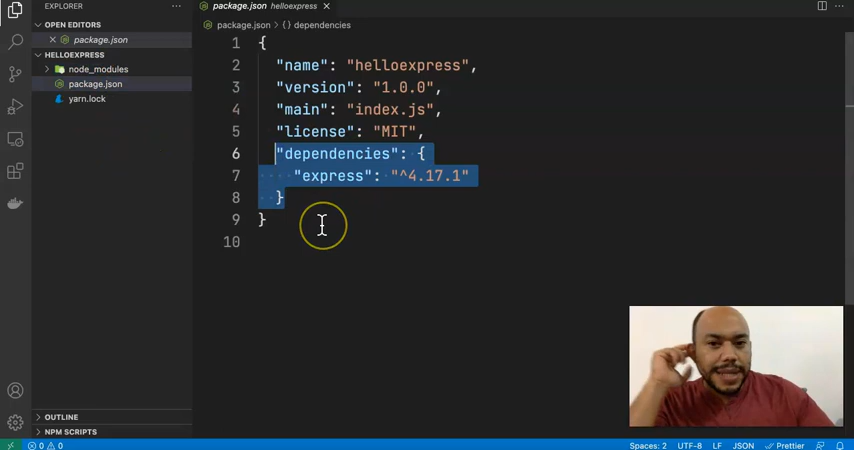 EXPLORER
OPEN EDITORS
package.json
HELLOEXPRESS
node_modules
package.json
yarn.lock
OUTLINE
NPM SCRIPTS
package.json helloexpress
package.json > {} dependencies
1 {
2 "name": "helloexpress",
3 "version": "1.0.0",
4 "main": "index.js",
5 "license": "MIT",
6 "dependencies": {
7 "express": "^4.17.1"
8 }
9 }
10
0 0 Spaces: 2 UTF-8 LF JSON Prettier